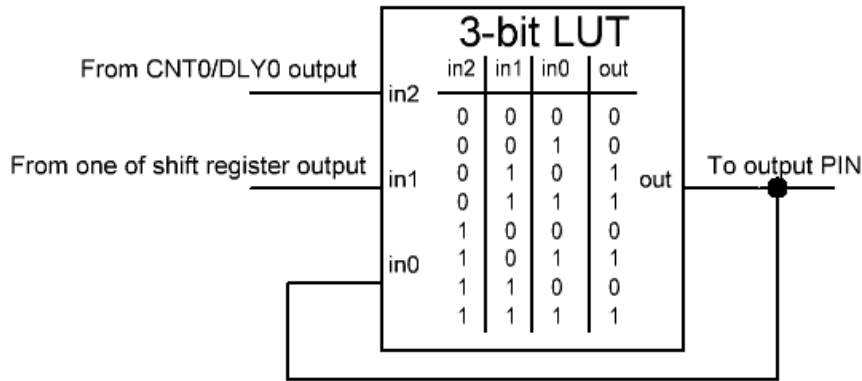 3-bit LUT
From CNT0/DLY0 output
in2 in1 in0 out
in2
0 0 0 0
0 0 1 0
From one of shift register output
0 1 0 1
To output PIN
in1
out
0 1 1 1
1 0 0 0
in0
1 0 1 1
1 1 0 0
1 1 1 1